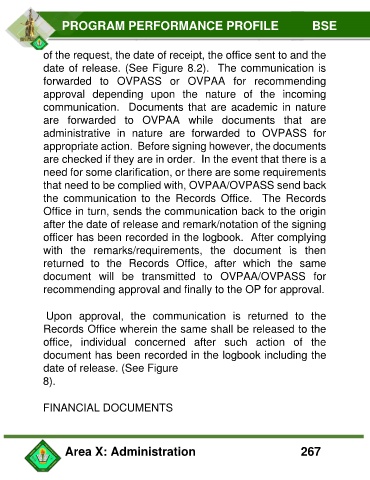 PROGRAM PERFORMANCE PROFILE BSE
of the request, the date of receipt, the office sent to and the
date of release. (See Figure 8.2). The communication is
forwarded to OVPASS or OVPAA for recommending
approval depending upon the nature of the incoming
communication. Documents that are academic in nature
are forwarded to OVPAA while documents that are
administrative in nature are forwarded to OVPASS for
appropriate action. Before signing however, the documents
are checked if they are in order. In the event that there is a
need for some clarification, or there are some requirements
that need to be complied with, OVPAA/OVPASS send back
the communication to the Records Office. The Records
Office in turn, sends the communication back to the origin
after the date of release and remark/notation of the signing
officer has been recorded in the logbook. After complying
with the remarks/requirements, the document is then
returned to the Records Office, after which the same
document will be transmitted to OVPAA/OVPASS for
recommending approval and finally to the OP for approval.
Upon approval, the communication is returned to the
Records Office wherein the same shall be released to the
office, individual concerned after such action of the
document has been recorded in the logbook including the
date of release. (See Figure
8).
FINANCIAL DOCUMENTS
Area X: Administration 267